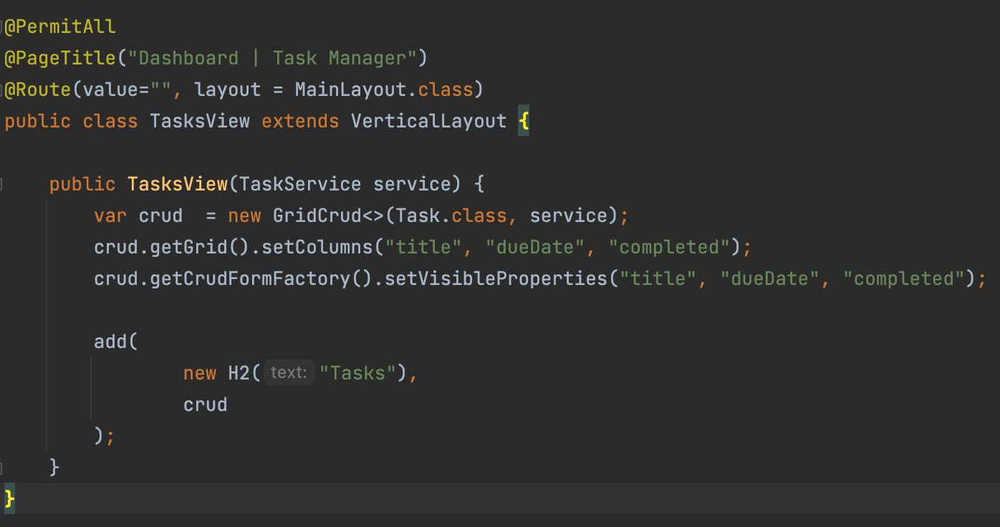 @PermitAll
@PageTitle("Dashboard | Task Manager")
@Route(value="", layout = MainLayout.class)
public class TasksView extends VerticalLayout {
public TasksView(TaskService service) {
var crud  = new GridCrud<>(Task.class, service);
crud.getGrid().setColumns("title", "dueDate", "completed");
crud.getCrudFormFactory().setVisibleProperties("title", "dueDate", "completed");
add(
new H2( text: "Tasks"),
crud
);
}
}